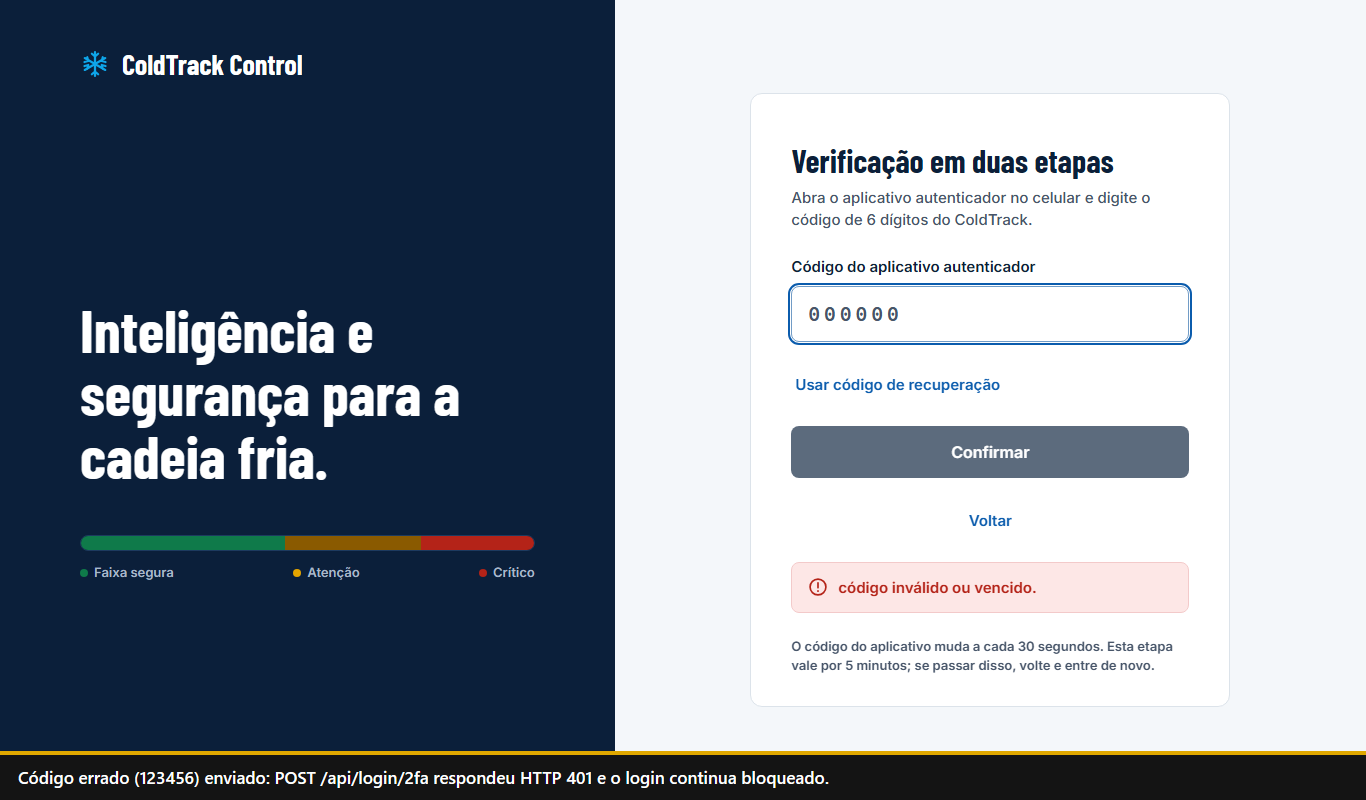 ColdTrack Control
Inteligência e
segurança para a
cadeia fria.
Faixa segura
Atenção
Crítico
Verificação em duas etapas
Abra o aplicativo autenticador no celular e digite o
código de 6 dígitos do ColdTrack.
Código do aplicativo autenticador
000000
Usar código de recuperação
Confirmar
Voltar
código inválido ou vencido.
O código do aplicativo muda a cada 30 segundos. Esta etapa
vale por 5 minutos; se passar disso, volte e entre de novo.
Código errado (123456) enviado: POST /api/login/2fa respondeu HTTP 401 e o login continua bloqueado.